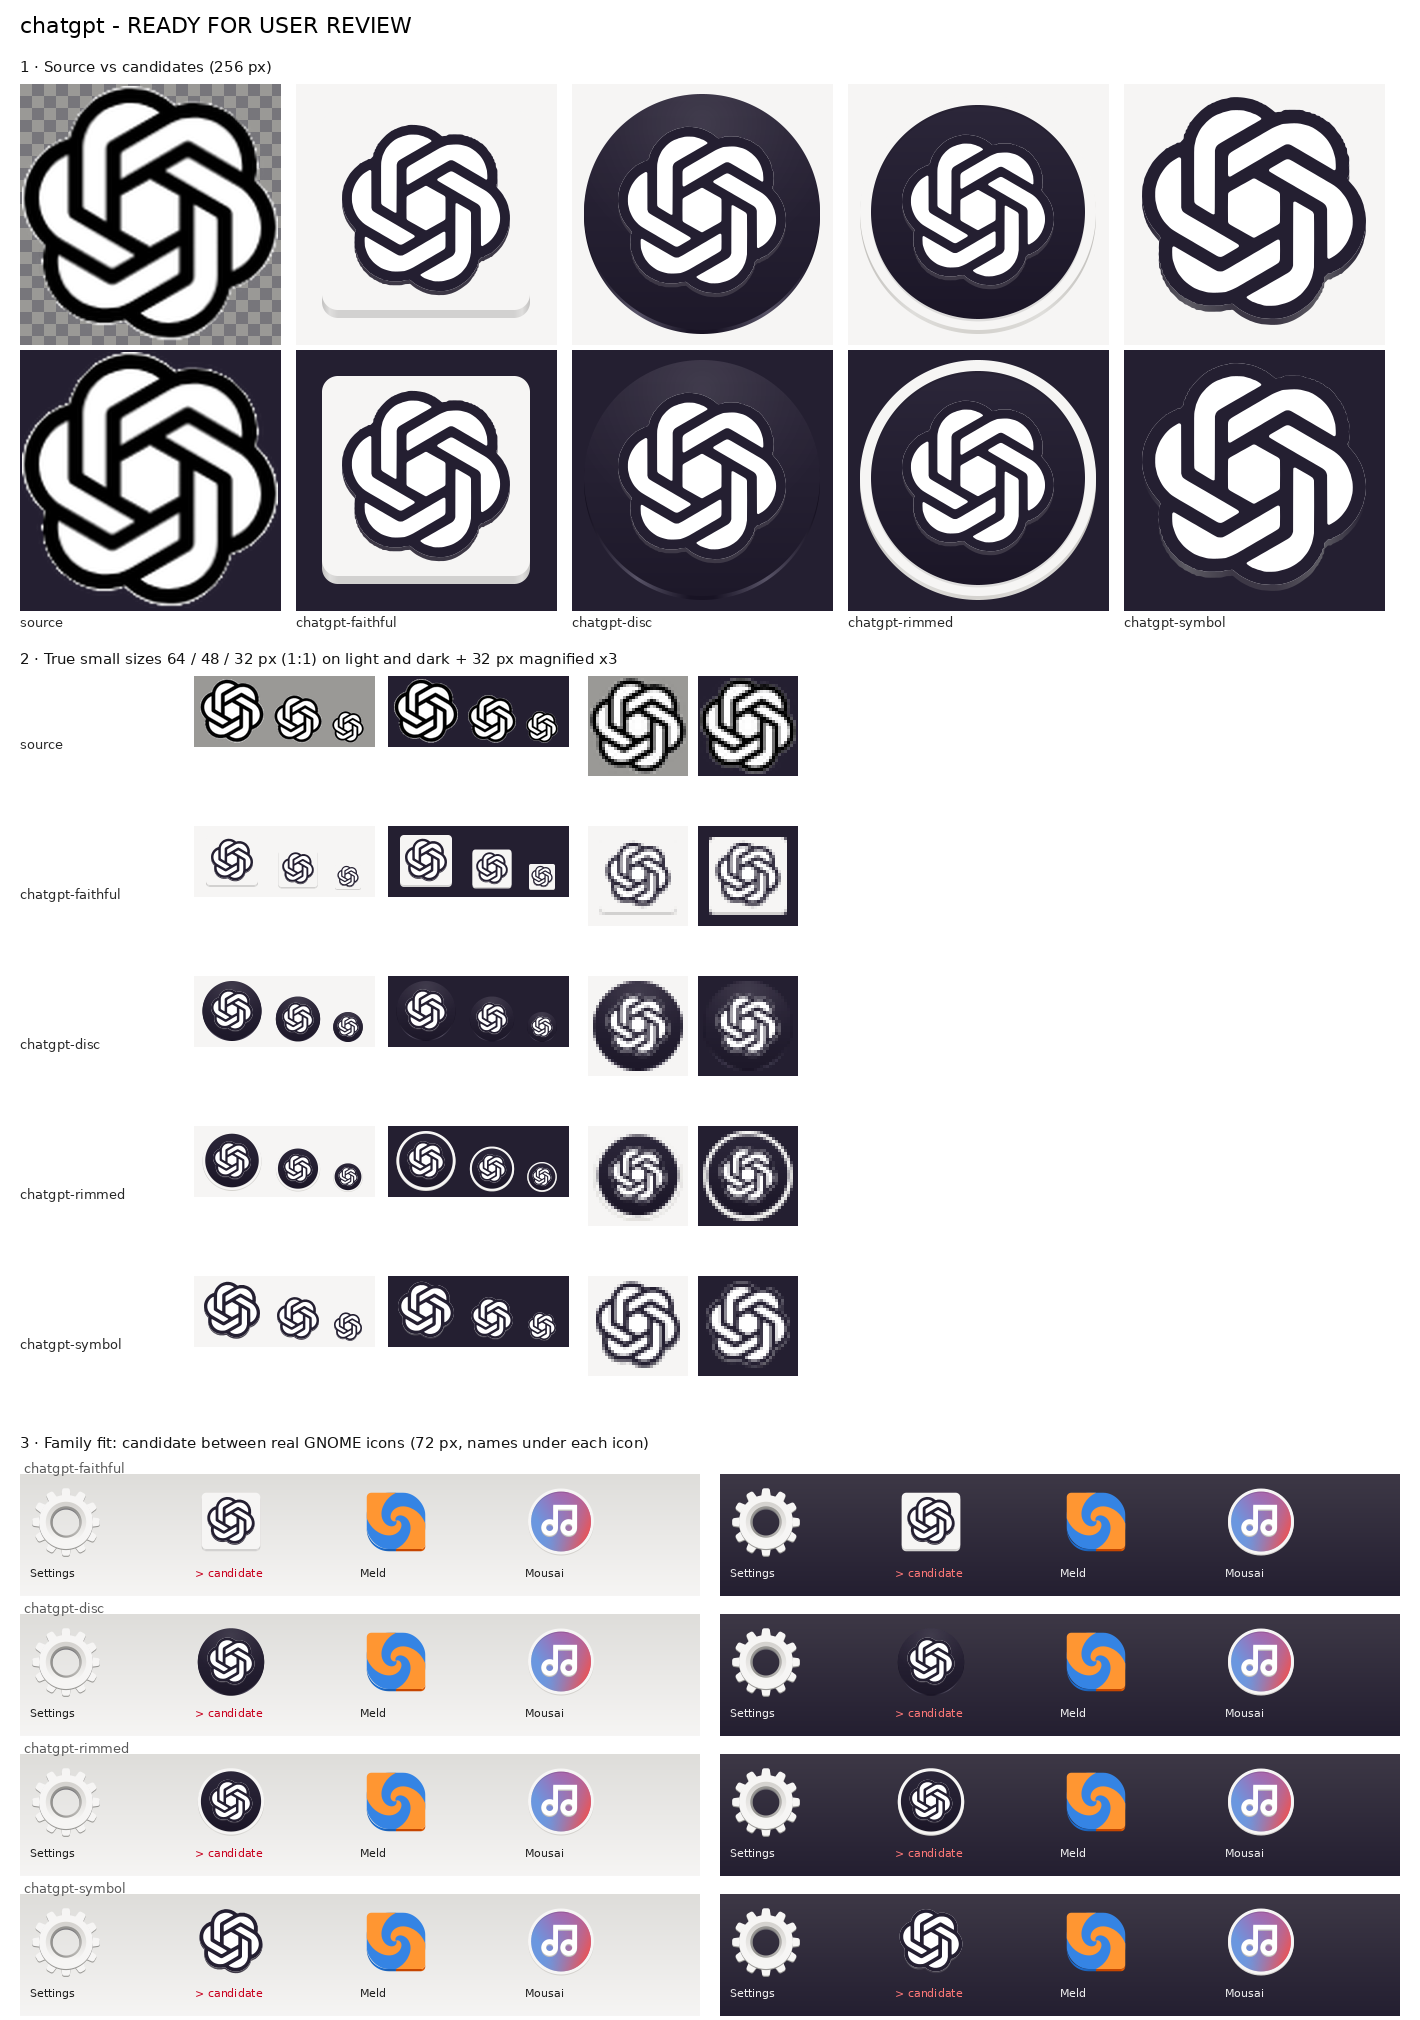 chatgpt - READY FOR USER REVIEW
1 · Source vs candidates (256 px)
source chatgpt-faithful chatgpt-disc chatgpt-rimmed chatgpt-symbol
2 · True small sizes 64 / 48 / 32 px (1:1) on light and dark + 32 px magnified x3
source
chatgpt-faithful
chatgpt-disc
chatgpt-rimmed
chatgpt-symbol
3 · Family fit: candidate between real GNOME icons (72 px, names under each icon)
chatgpt-faithful
Settings > candidate Meld Mousai Settings > candidate Meld Mousai
chatgpt-disc
Settings > candidate Meld Mousai Settings > candidate Meld Mousai
chatgpt-rimmed
Settings > candidate Meld Mousai Settings > candidate Meld Mousai
chatgpt-symbol
Settings > candidate Meld Mousai Settings > candidate Meld Mousai